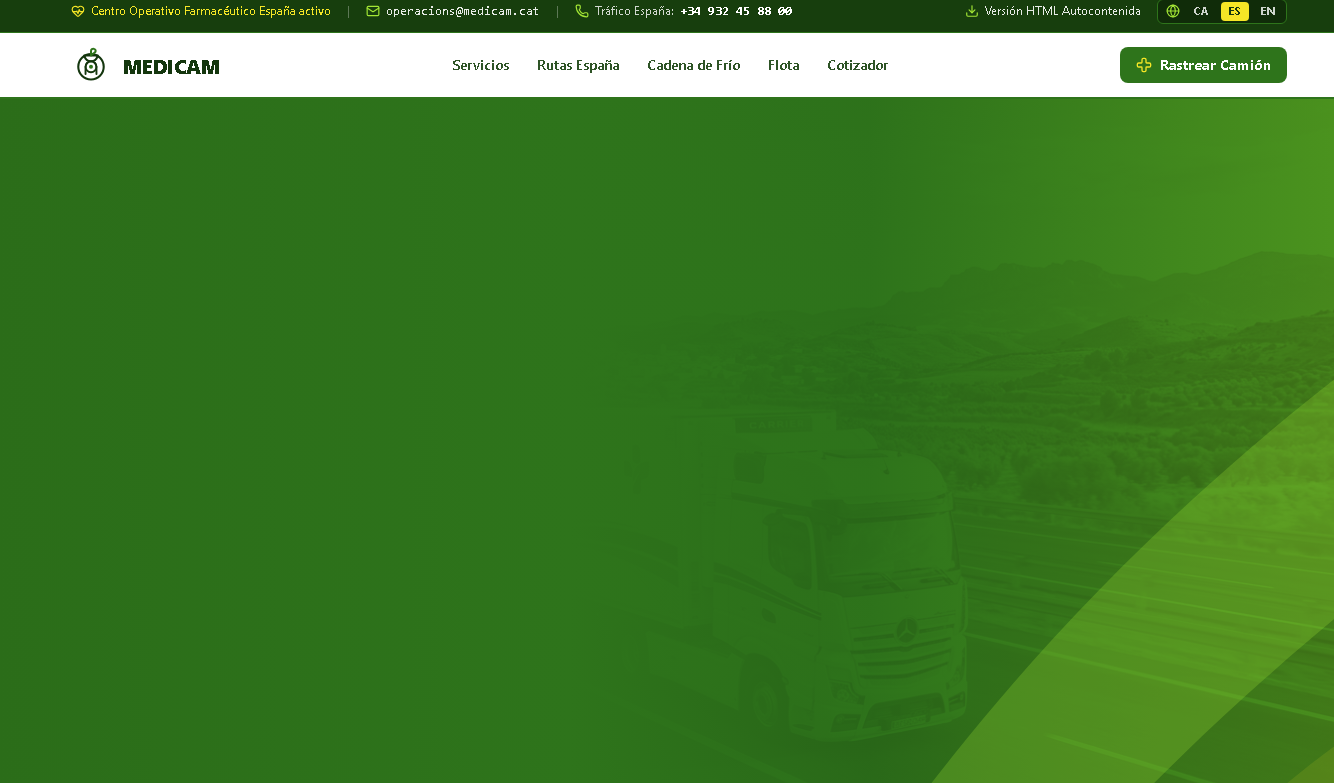 Centro Operativo Farmacéutico España activo
operacions@medicam.cat
Tráfico España: +34 932 45 88 00
Versión HTML Autocontenida
CA ES EN
MEDICAM
Servicios
Rutas España
Cadena de Frío
Flota
Cotizador
Rastrear Camión